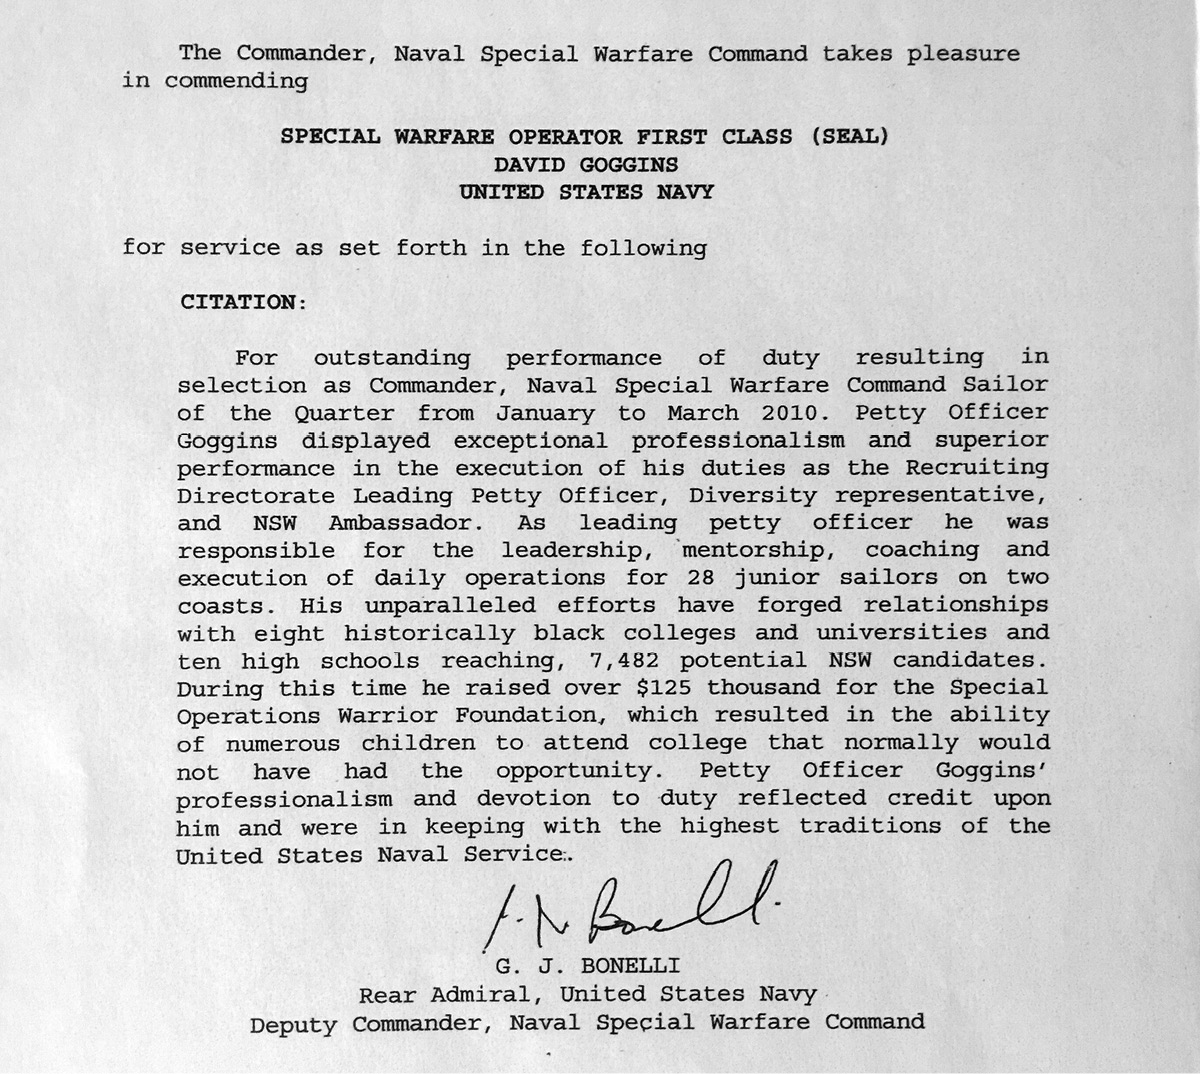 The Commander, Naval Special Warfare Command takes pleasure
in commending
SPECIAL WARFARE OPERATOR FIRST CLASS (SEAL)
DAVID GOGGINS
UNITED STATES NAVY
for service as set forth in the following
CITATION:
For outstanding performance of duty resulting in
selection as Commander, Naval Special Warfare Command Sailor
of the Quarter from January to March 2010. Petty Officer
Goggins displayed exceptional professionalism and superior
performance in the execution of his duties as the Recruiting
Directorate Leading Petty Officer, Diversity representative,
and NSW Ambassador. As leading petty officer he was
responsible for the leadership, mentorship, coaching and
execution of daily operations for 28 junior sailors on two
coasts. His unparalleled efforts have forged relationships
with eight historically black colleges and universities and
ten high schools reaching, 7,482 potential NSW candidates.
During this time he raised over $125 thousand for the Special
Operations Warrior Foundation, which resulted in the ability
of numerous children to attend college that normally would
not have had the opportunity. Petty Officer Goggins'
professionalism and devotion to duty reflected credit upon
him and were in keeping with the highest traditions of the
United States Naval Service.
G. J. BONELLI
Rear Admiral, United States Navy
Deputy Commander, Naval Special Warfare Command